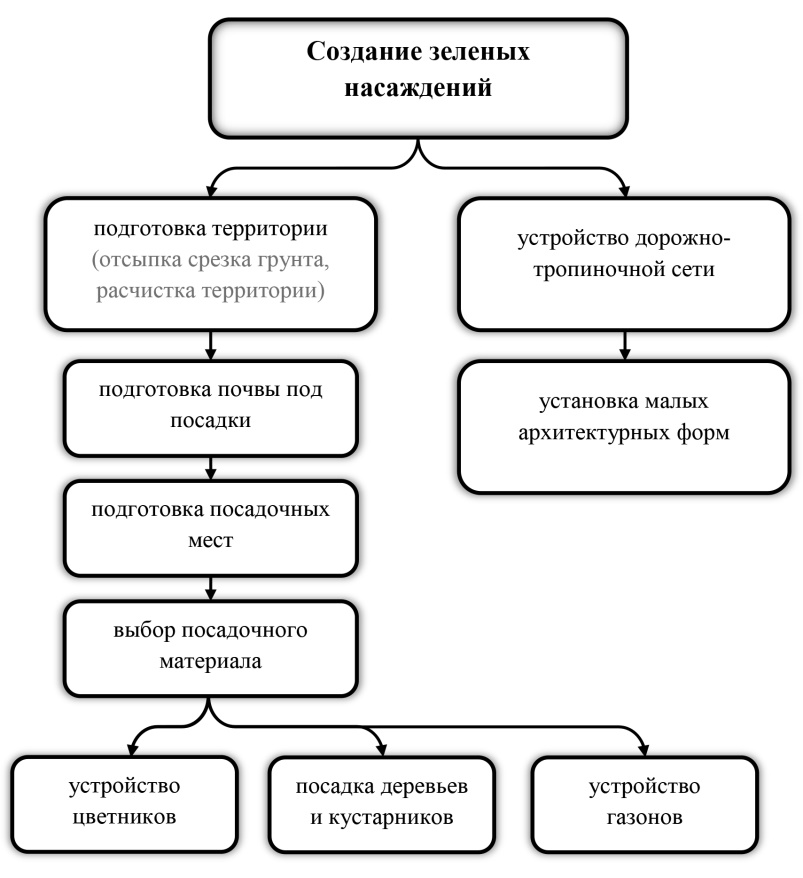 Создание зеленых
насаждений
подготовка территории
(отсыпка срезка грунта,
расчистка территории)
устройство дорожно-
тропиночной сети
подготовка почвы под
посадки
установка малых
архитектурных форм
подготовка посадочных
мест
выбор посадочного
материала
устройство
цветников
посадка деревьев
и кустарников
устройство
газонов